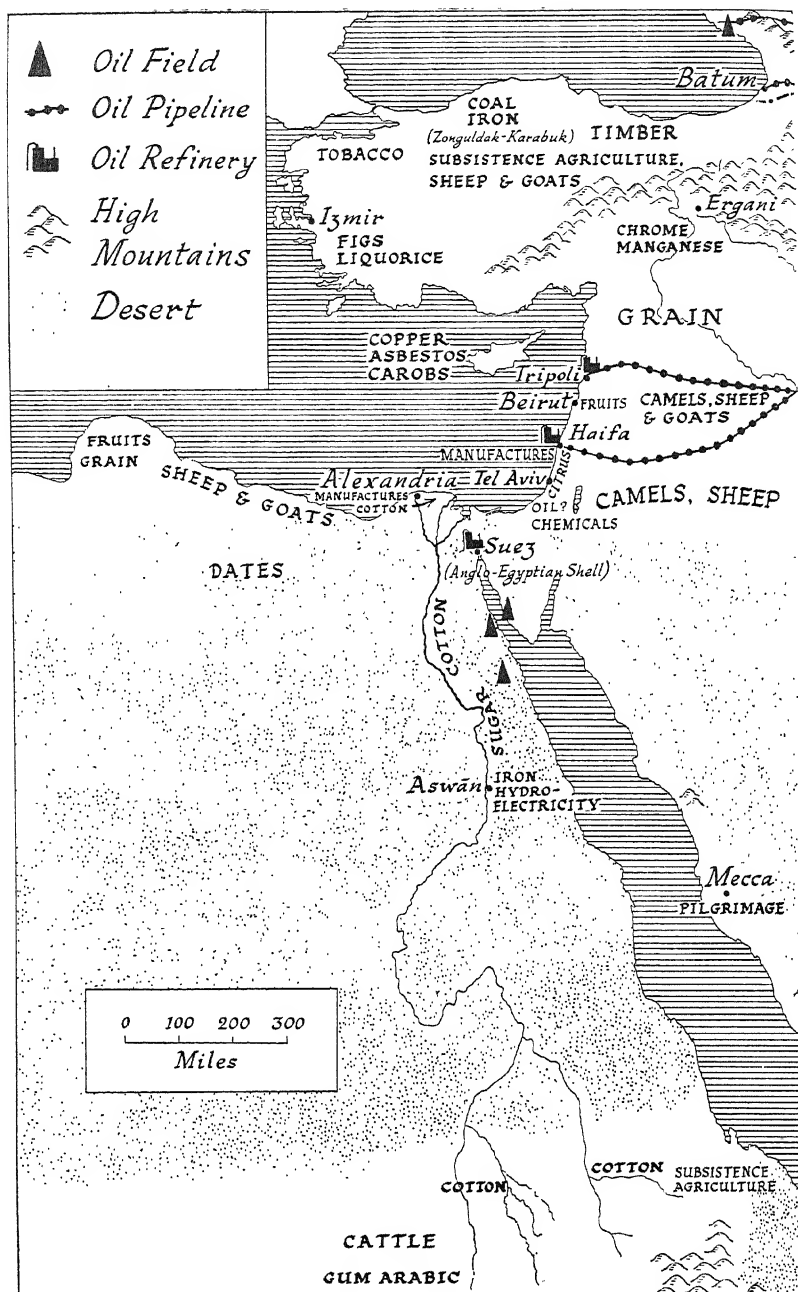 Oil Field
Oil Pipeline
Oil Refinery
High
Mountains
Desert
Batum
COAL
IRON
(Zonguldak-Karabuk)
TIMBER
TOBACCO
SUBSISTENCE AGRICULTURE,
SHEEP & GOATS
Izmir
FIGS
LIQUORICE
Ergani
CHROME
MANGANESE
GRAIN
COPPER
ASBESTOS
CAROBS
Tripoli
Beirut
FRUITS
CAMELS, SHEEP
& GOATS
Haifa
MANUFACTURES
FRUITS
GRAIN
SHEEP & GOATS
Alexandria
MANUFACTURES
COTTON
Tel Aviv
CITRUS
OIL?
CHEMICALS
CAMELS, SHEEP
Suez
(Anglo-Egyptian Shell)
DATES
COTTON
SUGAR
Aswān
IRON
HYDRO-
ELECTRICITY
Mecca
PILGRIMAGE
0 100 200 300
Miles
COTTON
COTTON
SUBSISTENCE
AGRICULTURE
CATTLE
GUM ARABIC